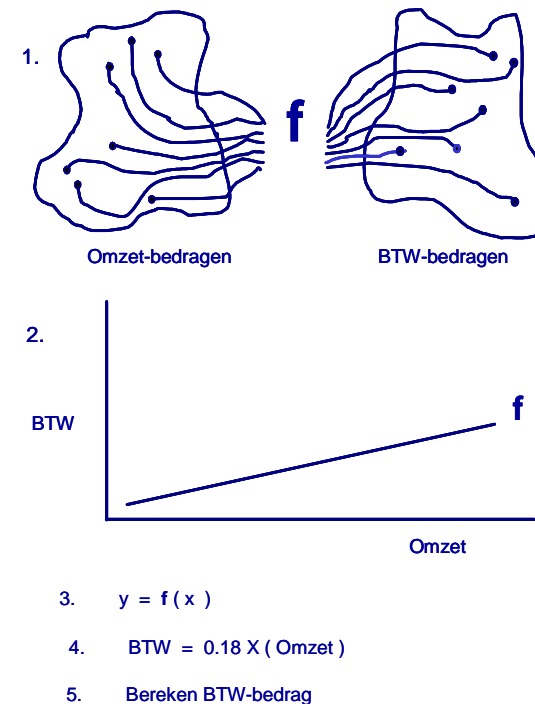 1.
f
Omzet-bedragen BTW-bedragen
2.
f
BTW
Omzet
3. y = f ( x )
4. BTW = 0.18 X ( Omzet )
5. Bereken BTW-bedrag